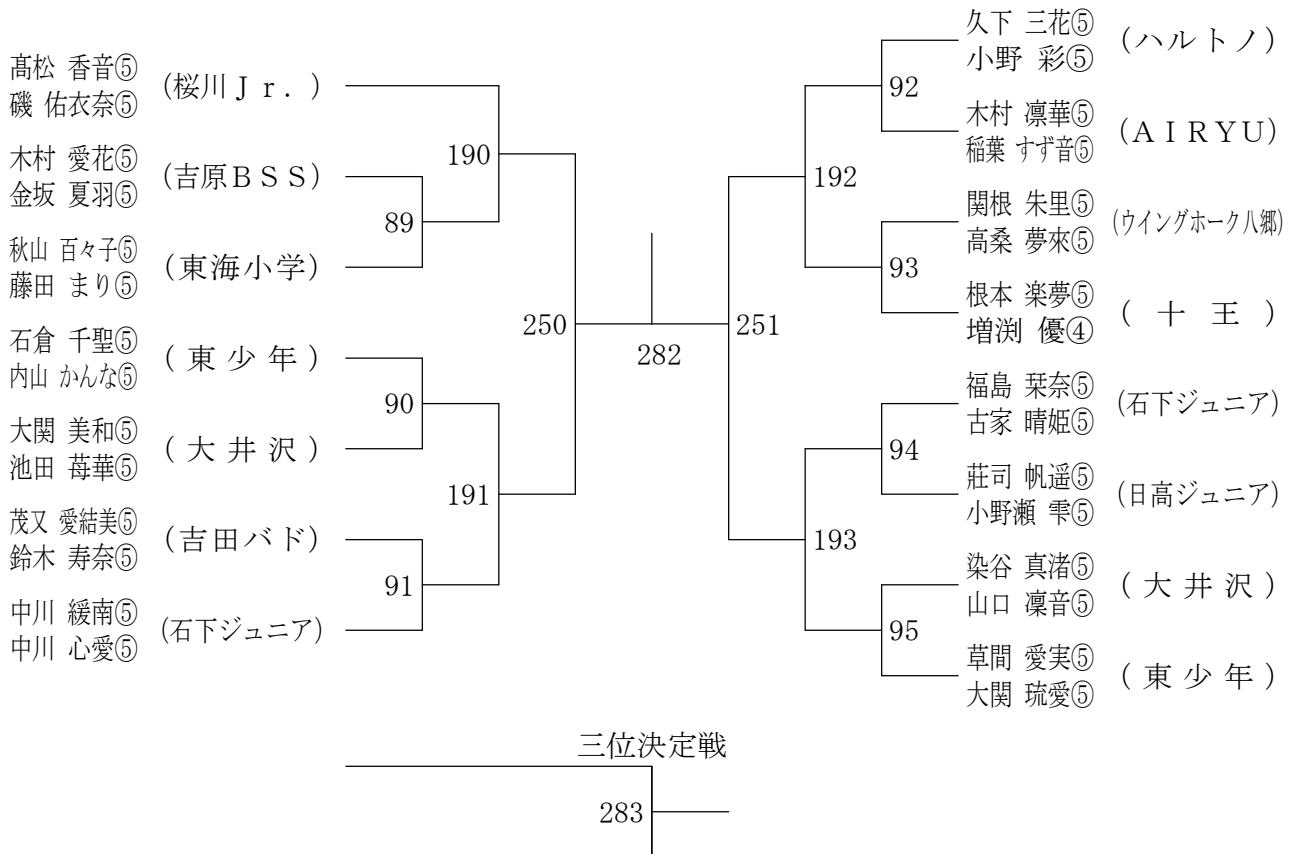 髙松 香音⑤
磯 佑衣奈⑤
(桜川Ｊｒ．)
木村 愛花⑤
金坂 夏羽⑤
(吉原ＢＳＳ)
秋山 百々子⑤
藤田 まり⑤
(東海小学)
石倉 千聖⑤
内山 かんな⑤
(東少年)
大関 美和⑤
池田 苺華⑤
(大井沢)
茂又 愛結美⑤
鈴木 寿奈⑤
(吉田バド)
中川 緩南⑤
中川 心愛⑤
(石下ジュニア)
190
89
250
90
191
91
282
251
192
92
93
193
94
95
久下 三花⑤
小野 彩⑤
(ハルトノ)
木村 凛華⑤
稲葉 すず音⑤
(ＡＩＲＹＵ)
関根 朱里⑤
高桑 夢來⑤
(ウイングホーク八郷)
根本 楽夢⑤
増渕 優④
(十王)
福島 栞奈⑤
古家 晴姫⑤
(石下ジュニア)
莊司 帆遥⑤
小野瀬 雫⑤
(日高ジュニア)
染谷 真渚⑤
山口 凜音⑤
(大井沢)
草間 愛実⑤
大関 琉愛⑤
(東少年)
三位決定戦
283